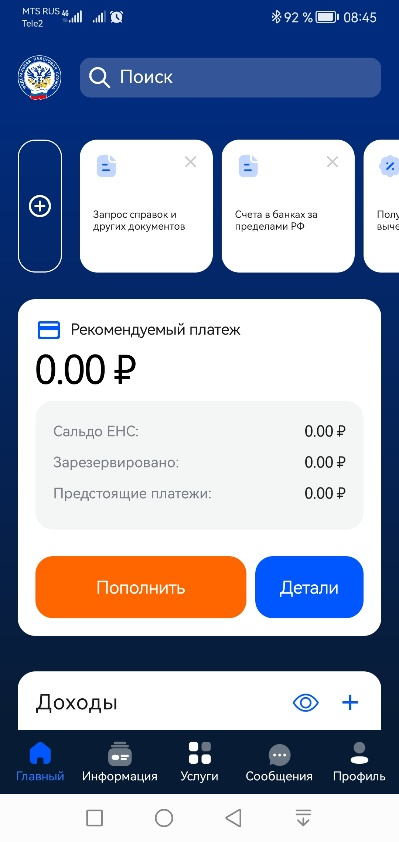 MTS RUS 4G
Tele2
92 % 08:45
Поиск
Запрос справок и
других документов
Счета в банках за
пределами РФ
Полу
выче
Рекомендуемый платеж
0.00 ₽
Сальдо ЕНС: 0.00 ₽
Зарезервировано: 0.00 ₽
Предстоящие платежи: 0.00 ₽
Пополнить Детали
Доходы
Главный Информация Услуги Сообщения Профиль